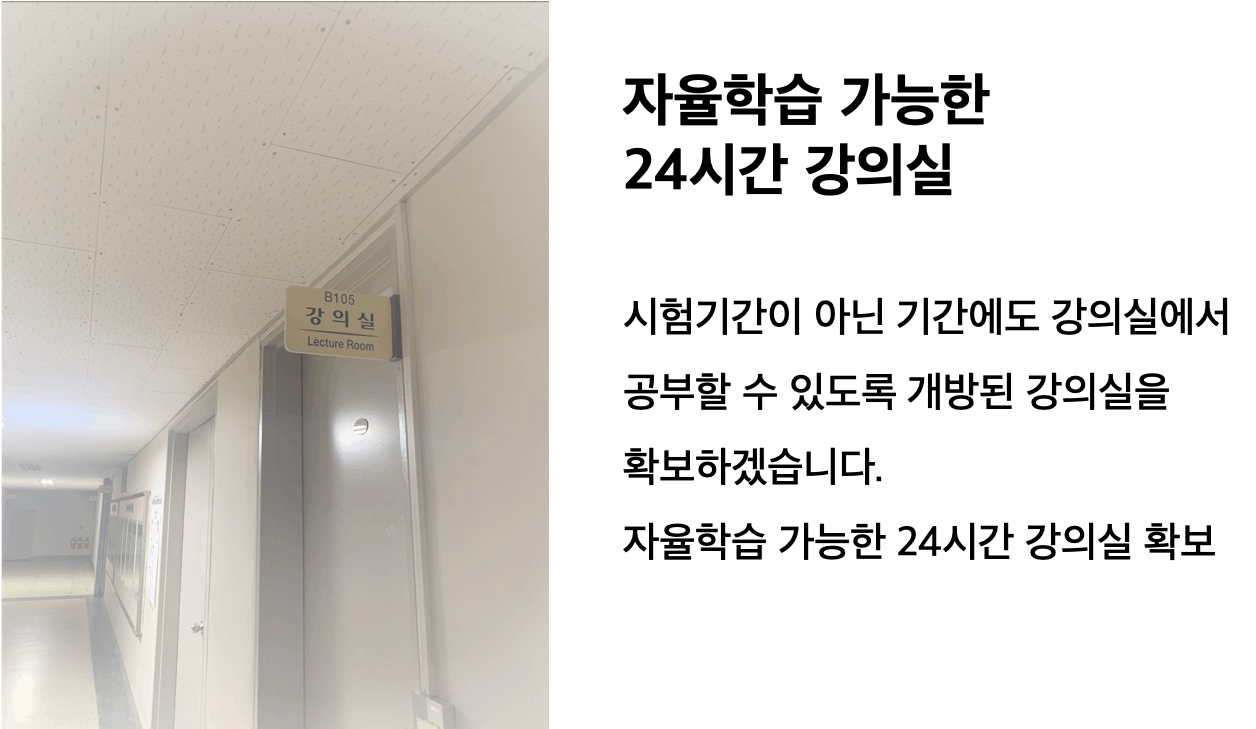 자율학습 가능한
24시간 강의실
시험기간이 아닌 기간에도 강의실에서
공부할 수 있도록 개방된 강의실을
확보하겠습니다.
자율학습 가능한 24시간 강의실 확보
B105
강의실
Lecture Room